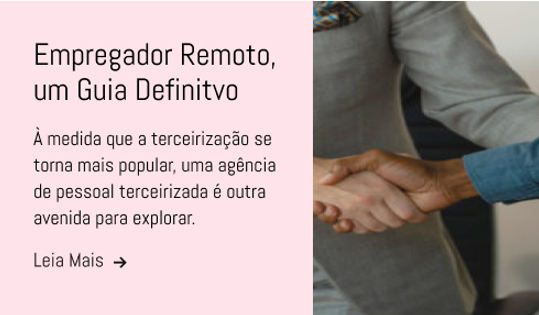 Empregador Remoto,
um Guia Definitvo
À medida que a terceirização se
torna mais popular, uma agência
de pessoal terceirizada é outra
avenida para explorar.
Leia Mais →